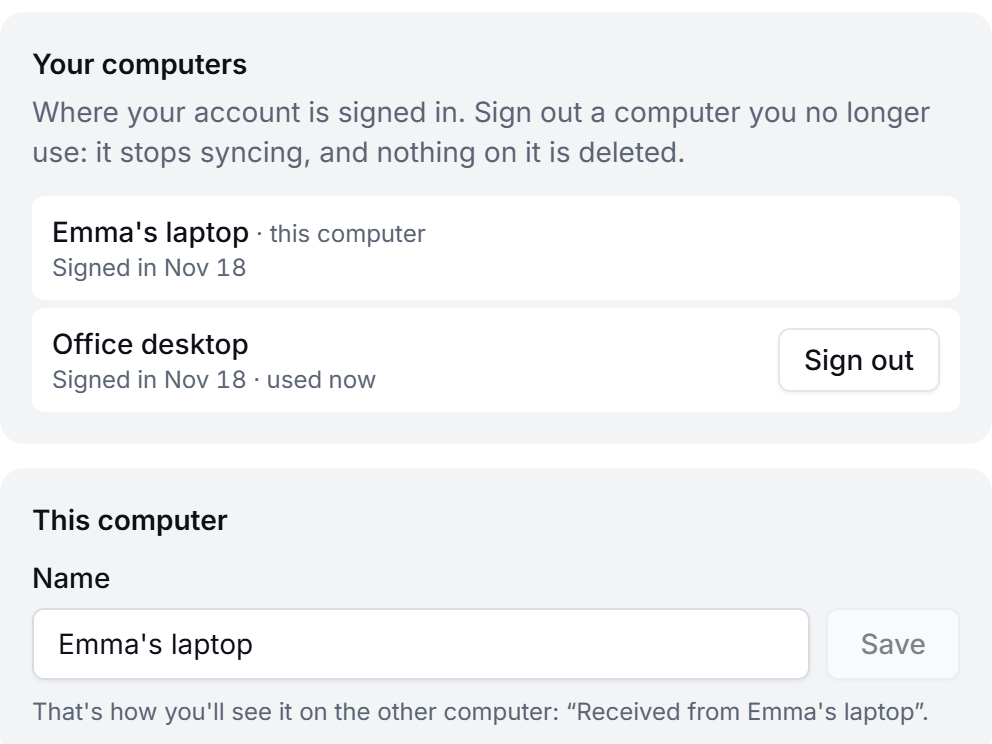 Your computers
Where your account is signed in. Sign out a computer you no longer
use: it stops syncing, and nothing on it is deleted.
Emma's laptop · this computer
Signed in Nov 18
Office desktop
Signed in Nov 18 · used now
Sign out
This computer
Name
Emma's laptop
Save
That's how you'll see it on the other computer: “Received from Emma's laptop”.